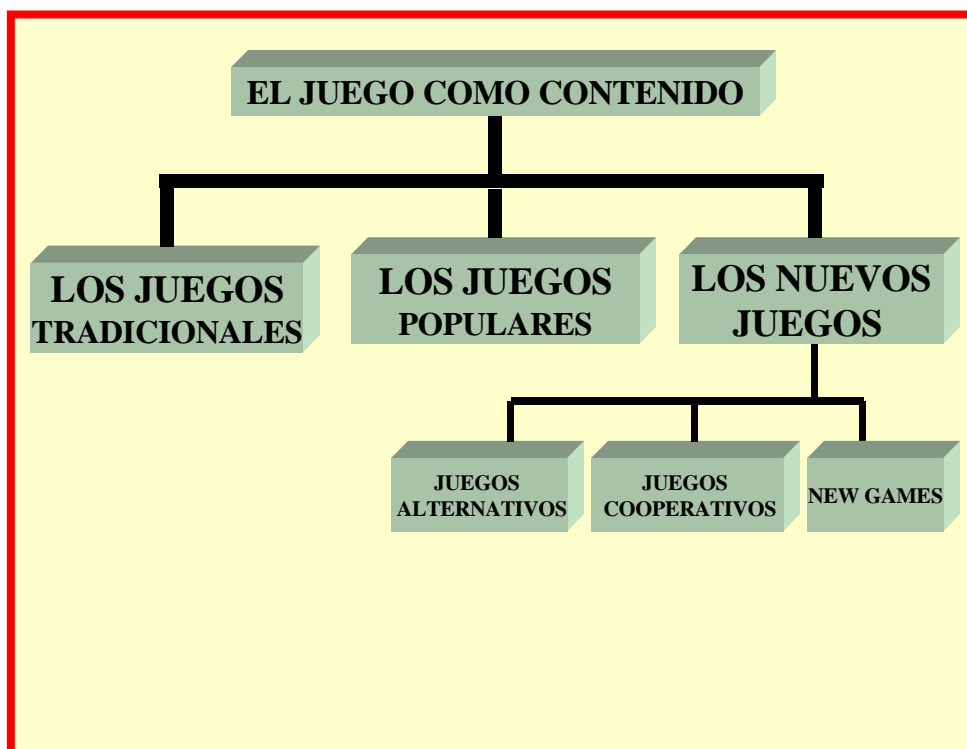 EL JUEGO COMO CONTENIDO
LOS JUEGOS
TRADICIONALES
LOS JUEGOS
POPULARES
LOS NUEVOS
JUEGOS
JUEGOS
ALTERNATIVOS
JUEGOS
COOPERATIVOS
NEW GAMES